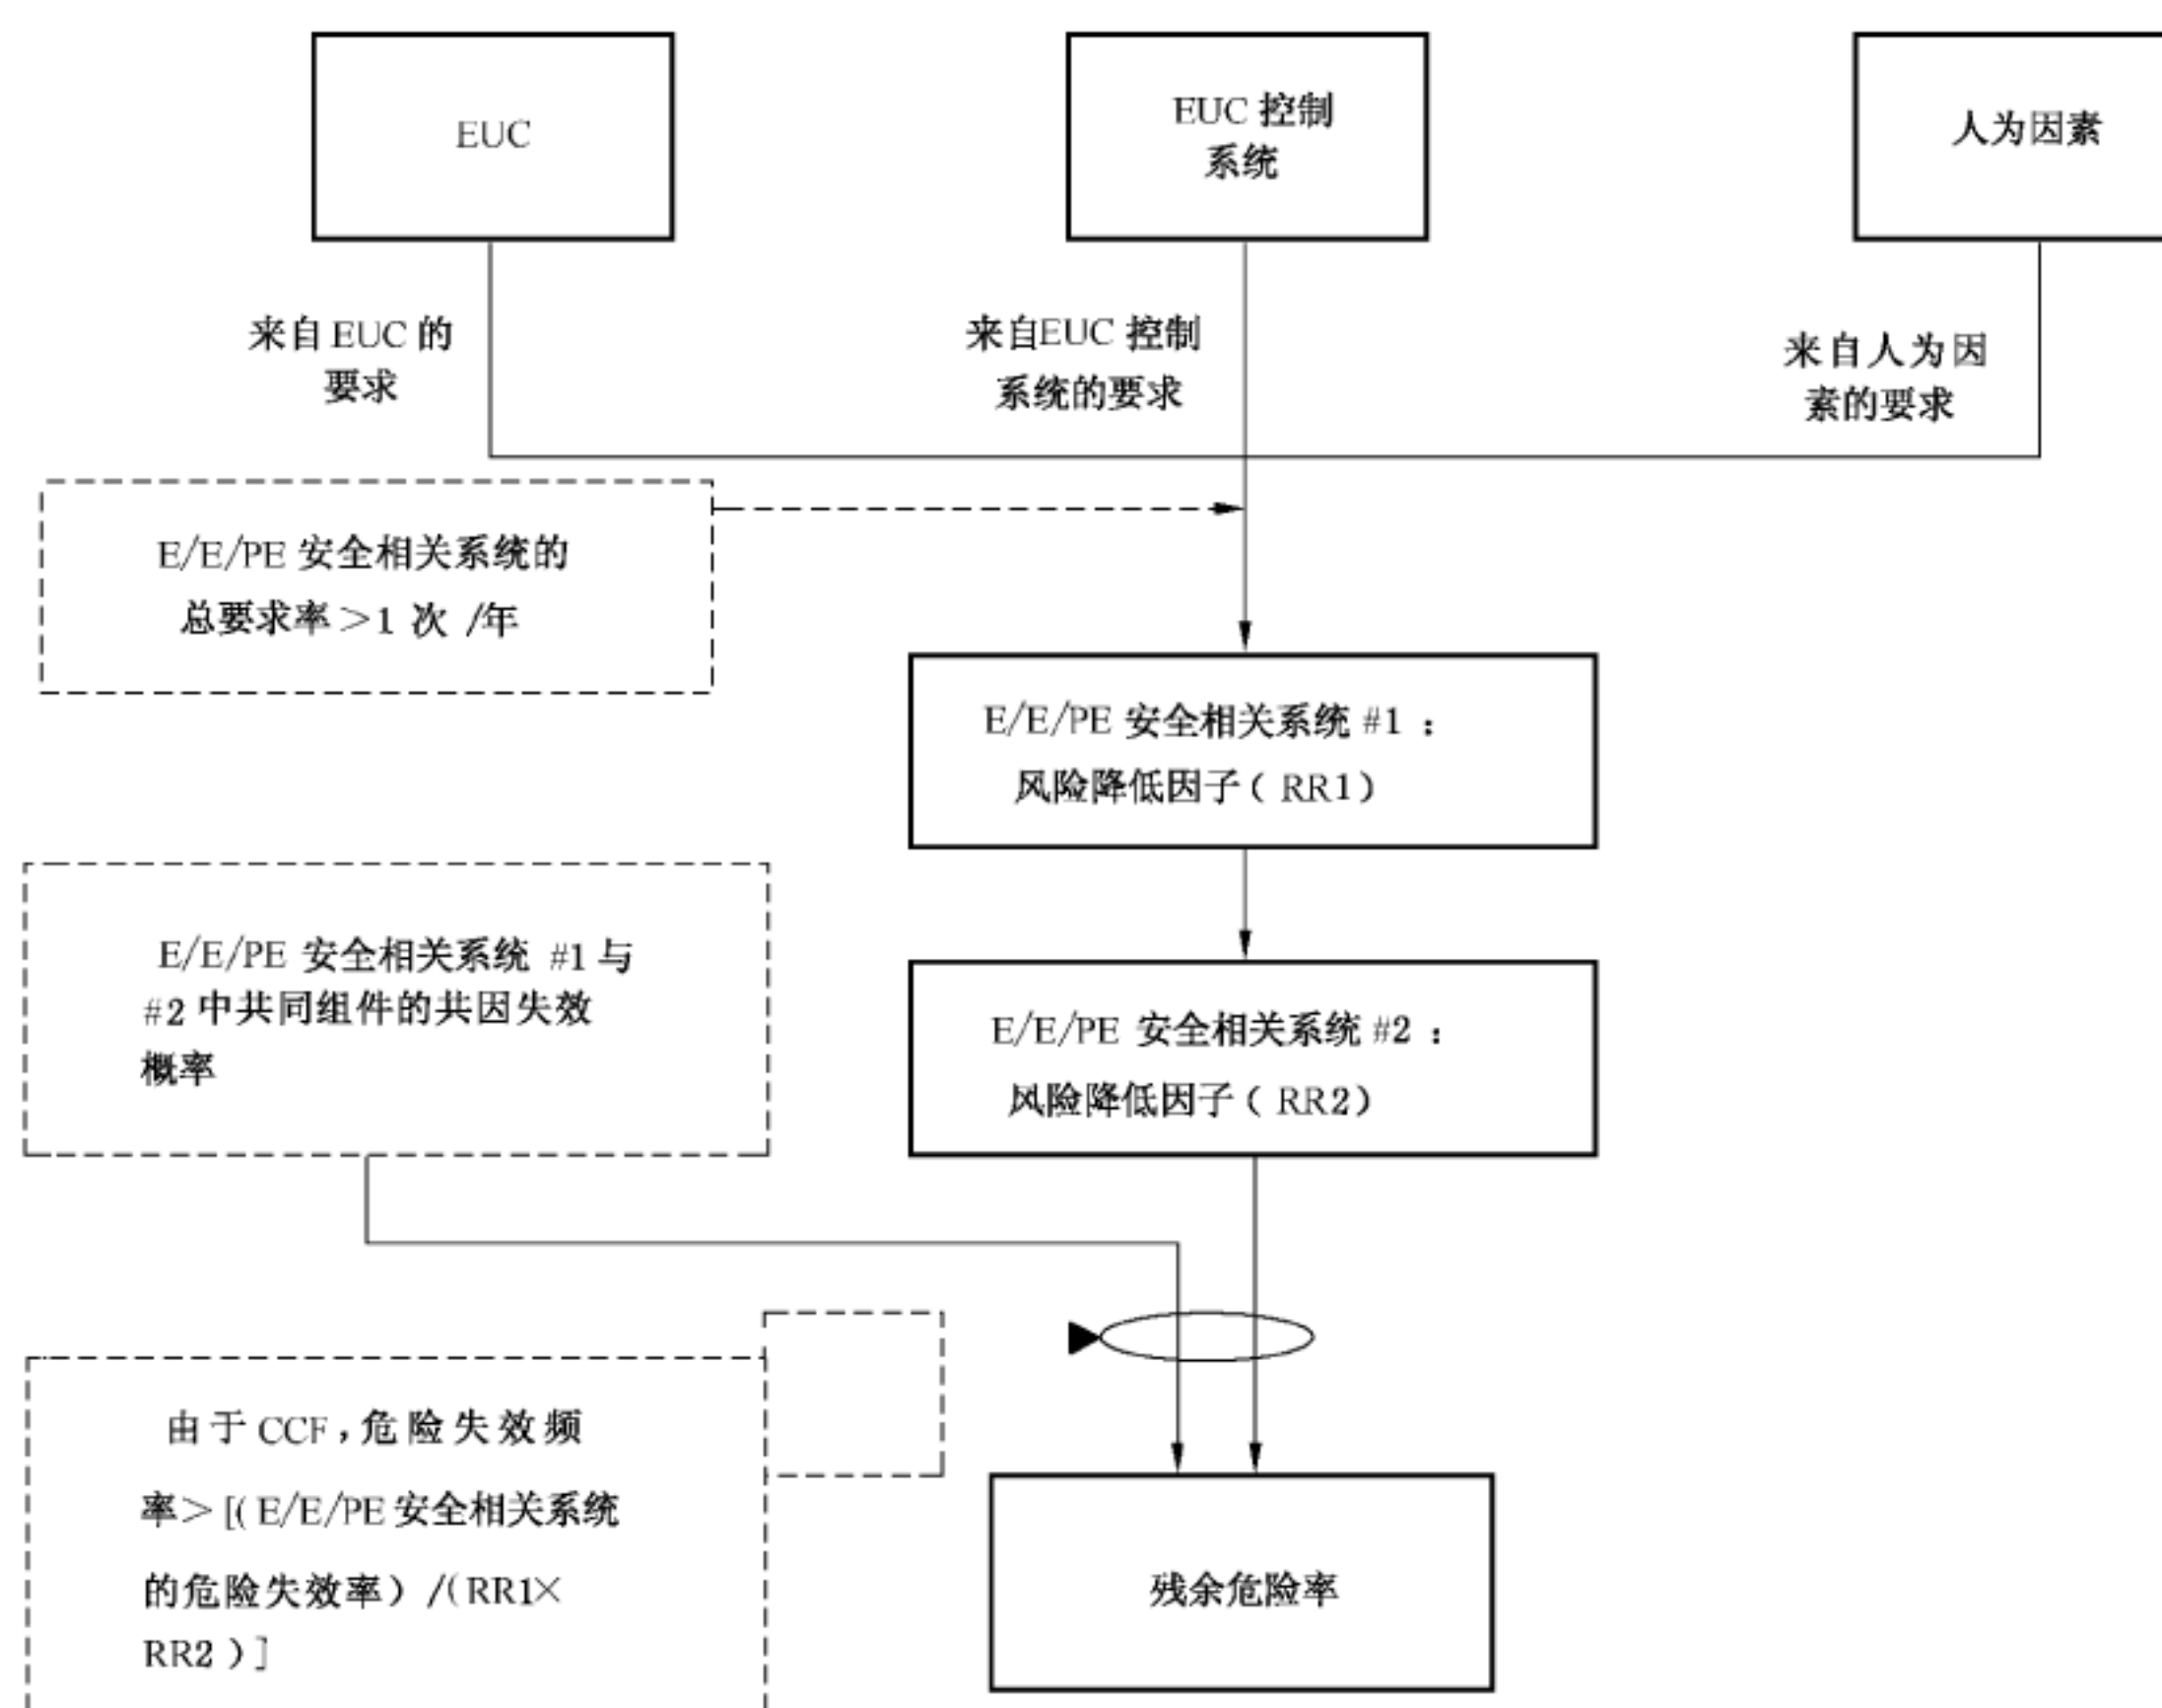 EUC
EUC 控制
系统
人为因素
来自 EUC 的
要求
来自EUC 控制
系统的要求
来自人为因
素的要求
E/E/PE 安全相关系统的
总要求率>1 次 /年
E/E/PE 安全相关系统 #1 :
风险降低因子( RR1)
E/E/PE 安全相关系统 #1 与
#2 中共同组件的共因失效
概率
E/E/PE 安全相关系统 #2 :
风险降低因子( RR2)
由于 CCF,危险失效频
率> [( E/E/PE 安全相关系统
的危险失效率) /(RR1×
RR2 ) ]
残余危险率